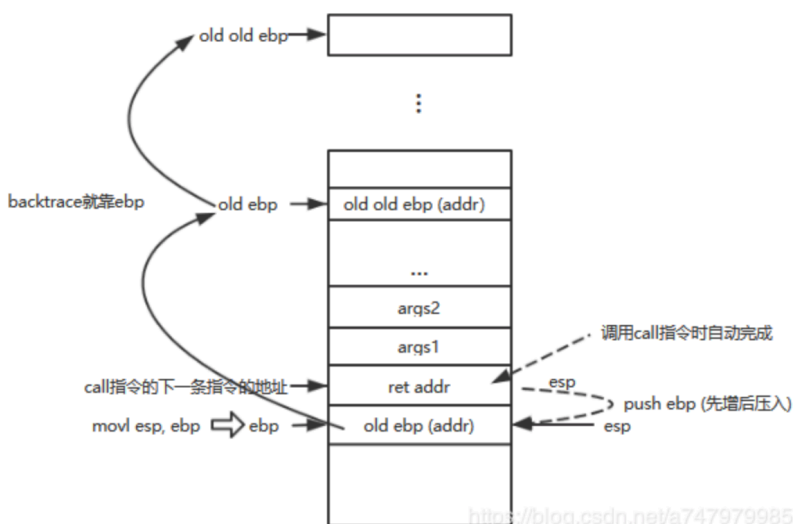 old old ebp
⋮
backtrace就靠ebp
old ebp
old old ebp (addr)
...
args2
args1
调用call指令时自动完成
call指令的下一条指令的地址
ret addr
esp
push ebp (先增后压入)
movl esp, ebp
ebp
old ebp (addr)
esp
https://blog.csdn.net/a747979985